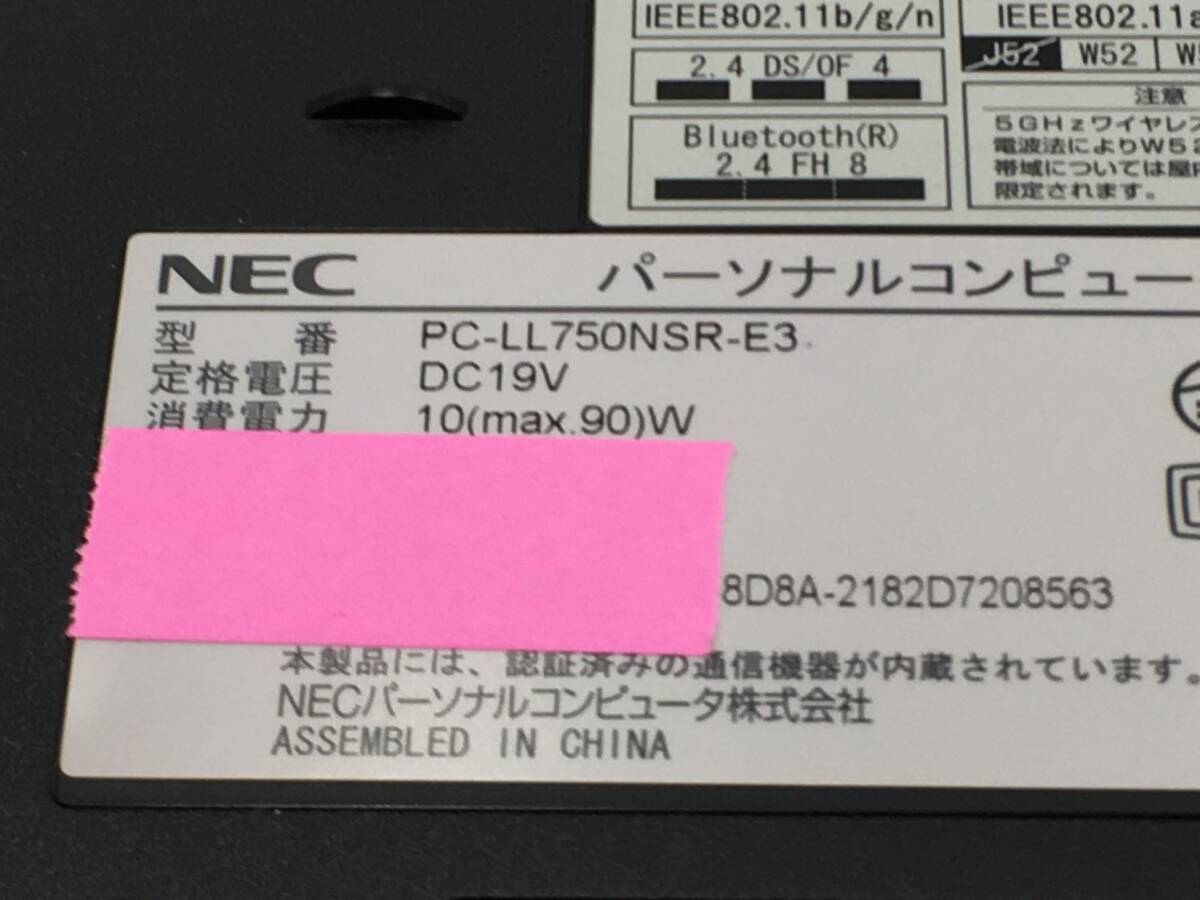 IEEE802.11b/g/n
2.4 DS/OF 4
Bluetooth(R)
2.4 FH 8
IEEE802.11a
J52 W52
注意
5GHzワイヤレス
電波法によりW52
帯域については屋内
限定されます。
NEC パーソナルコンピュー
型番 PC-LL750NSR-E3
定格電圧 DC19V
消費電力 10(max.90)W
8D8A-2182D7208563
本製品には、認証済みの通信機器が内蔵されています。
NECパーソナルコンピュータ株式会社
ASSEMBLED IN CHINA